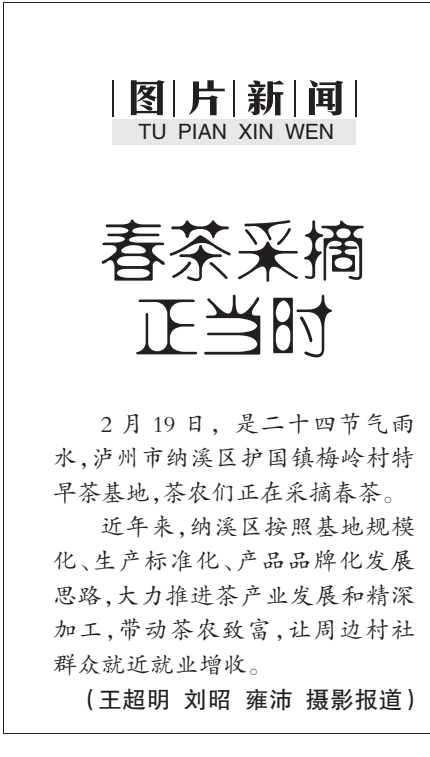 图片新闻
TU PIAN XIN WEN
春茶采摘
正当时
2月19日，是二十四节气雨
水，泸州市纳溪区护国镇梅岭村特
早茶基地，茶农们正在采摘春茶。
近年来，纳溪区按照基地规模
化、生产标准化、产品品牌化发展
思路，大力推进茶产业发展和精深
加工，带动茶农致富，让周边村社
群众就近就业增收。
（王超明 刘昭 雍沛 摄影报道）